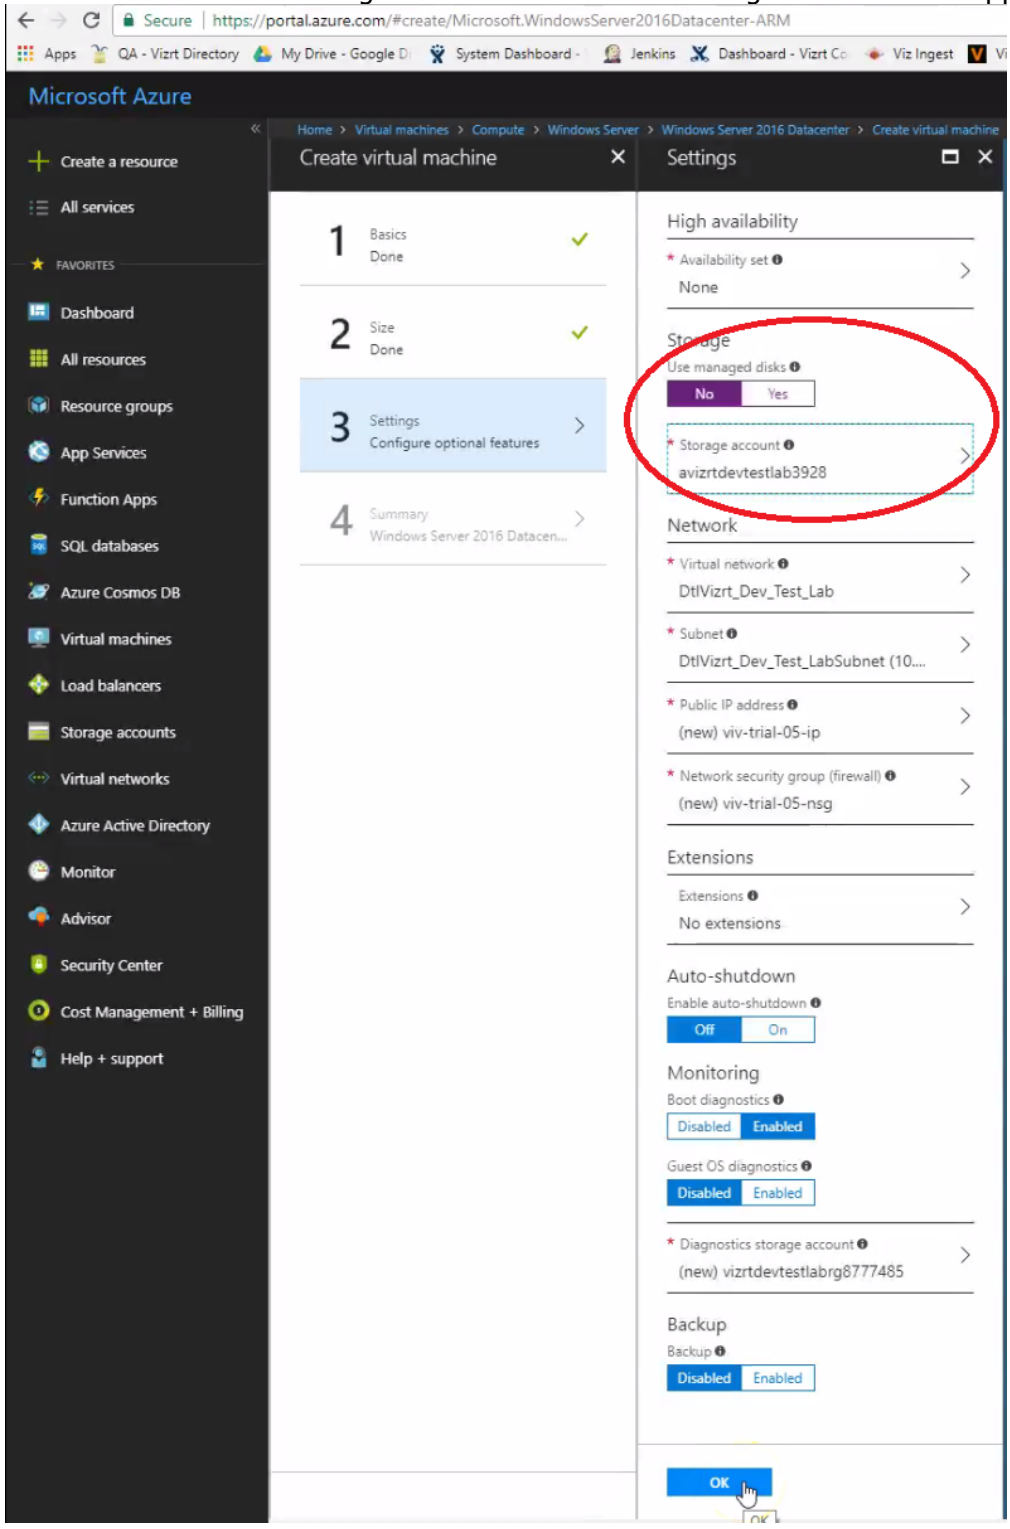 Secure | https://portal.azure.com/#create/Microsoft.WindowsServer2016Datacenter-ARM
Apps QA - Vizrt Directory My Drive - Google D System Dashboard - Jenkins Dashboard - Vizrt Co Viz Ingest
Microsoft Azure
Home > Virtual machines > Compute > Windows Server > Windows Server 2016 Datacenter > Create virtual machine
Create a resource
All services
FAVORITES
Dashboard
All resources
Resource groups
App Services
Function Apps
SQL databases
Azure Cosmos DB
Virtual machines
Load balancers
Storage accounts
Virtual networks
Azure Active Directory
Monitor
Advisor
Security Center
Cost Management + Billing
Help + support
Create virtual machine
1 Basics
Done
2 Size
Done
3 Settings
Configure optional features
4 Summary
Windows Server 2016 Datacen...
Settings
High availability
* Availability set
None
Storage
Use managed disks
No Yes
* Storage account
avizrtdevtestlab3928
Network
* Virtual network
DtlVizrt_Dev_Test_Lab
* Subnet
DtlVizrt_Dev_Test_LabSubnet (10....
* Public IP address
(new) viv-trial-05-ip
* Network security group (firewall)
(new) viv-trial-05-nsg
Extensions
Extensions
No extensions
Auto-shutdown
Enable auto-shutdown
Off On
Monitoring
Boot diagnostics
Disabled Enabled
Guest OS diagnostics
Disabled Enabled
* Diagnostics storage account
(new) vizrtdevtestlabrg8777485
Backup
Backup
Disabled Enabled
OK
OK